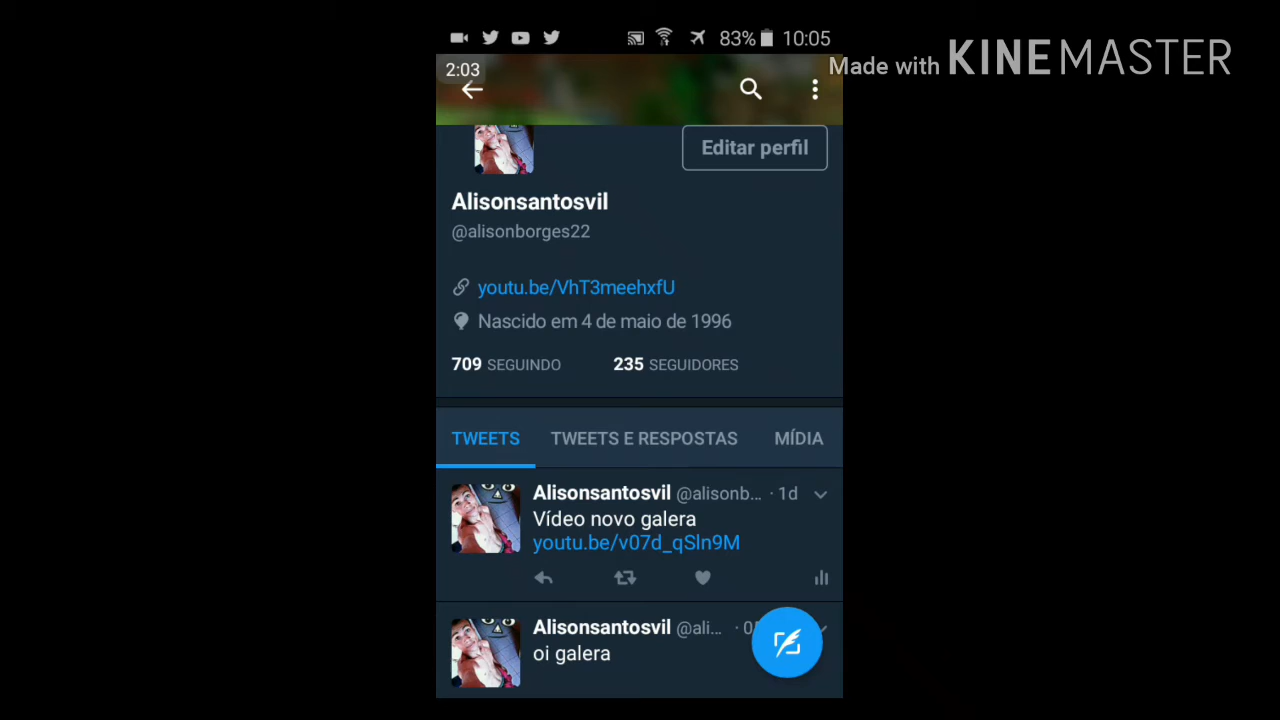 83% 10:05
Made with KINEMASTER
2:03
Editar perfil
Alisonsantosvil
@alisonborges22
youtu.be/VhT3meehxfU
Nascido em 4 de maio de 1996
709 SEGUINDO 235 SEGUIDORES
TWEETS TWEETS E RESPOSTAS MÍDIA
Alisonsantosvil @alisonb... · 1d
Vídeo novo galera
youtu.be/v07d_qSln9M
Alisonsantosvil @ali... ·
oi galera